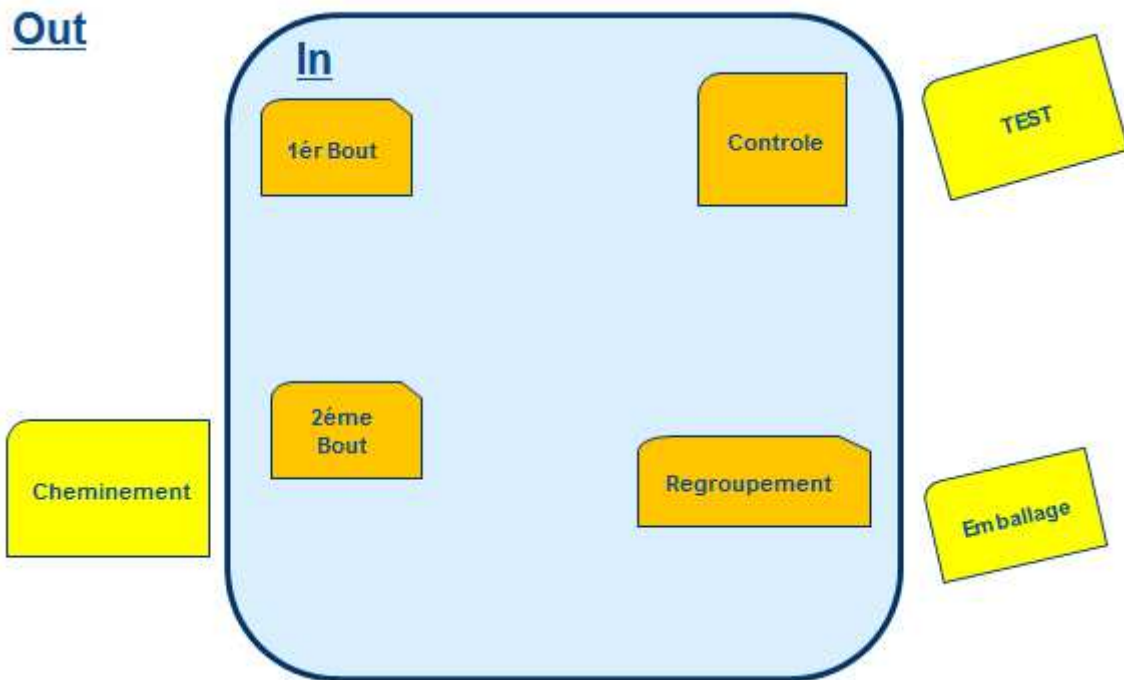 Out
In
1ér Bout
Controle
TEST
2éme
Bout
Cheminement
Regroupement
Emballage